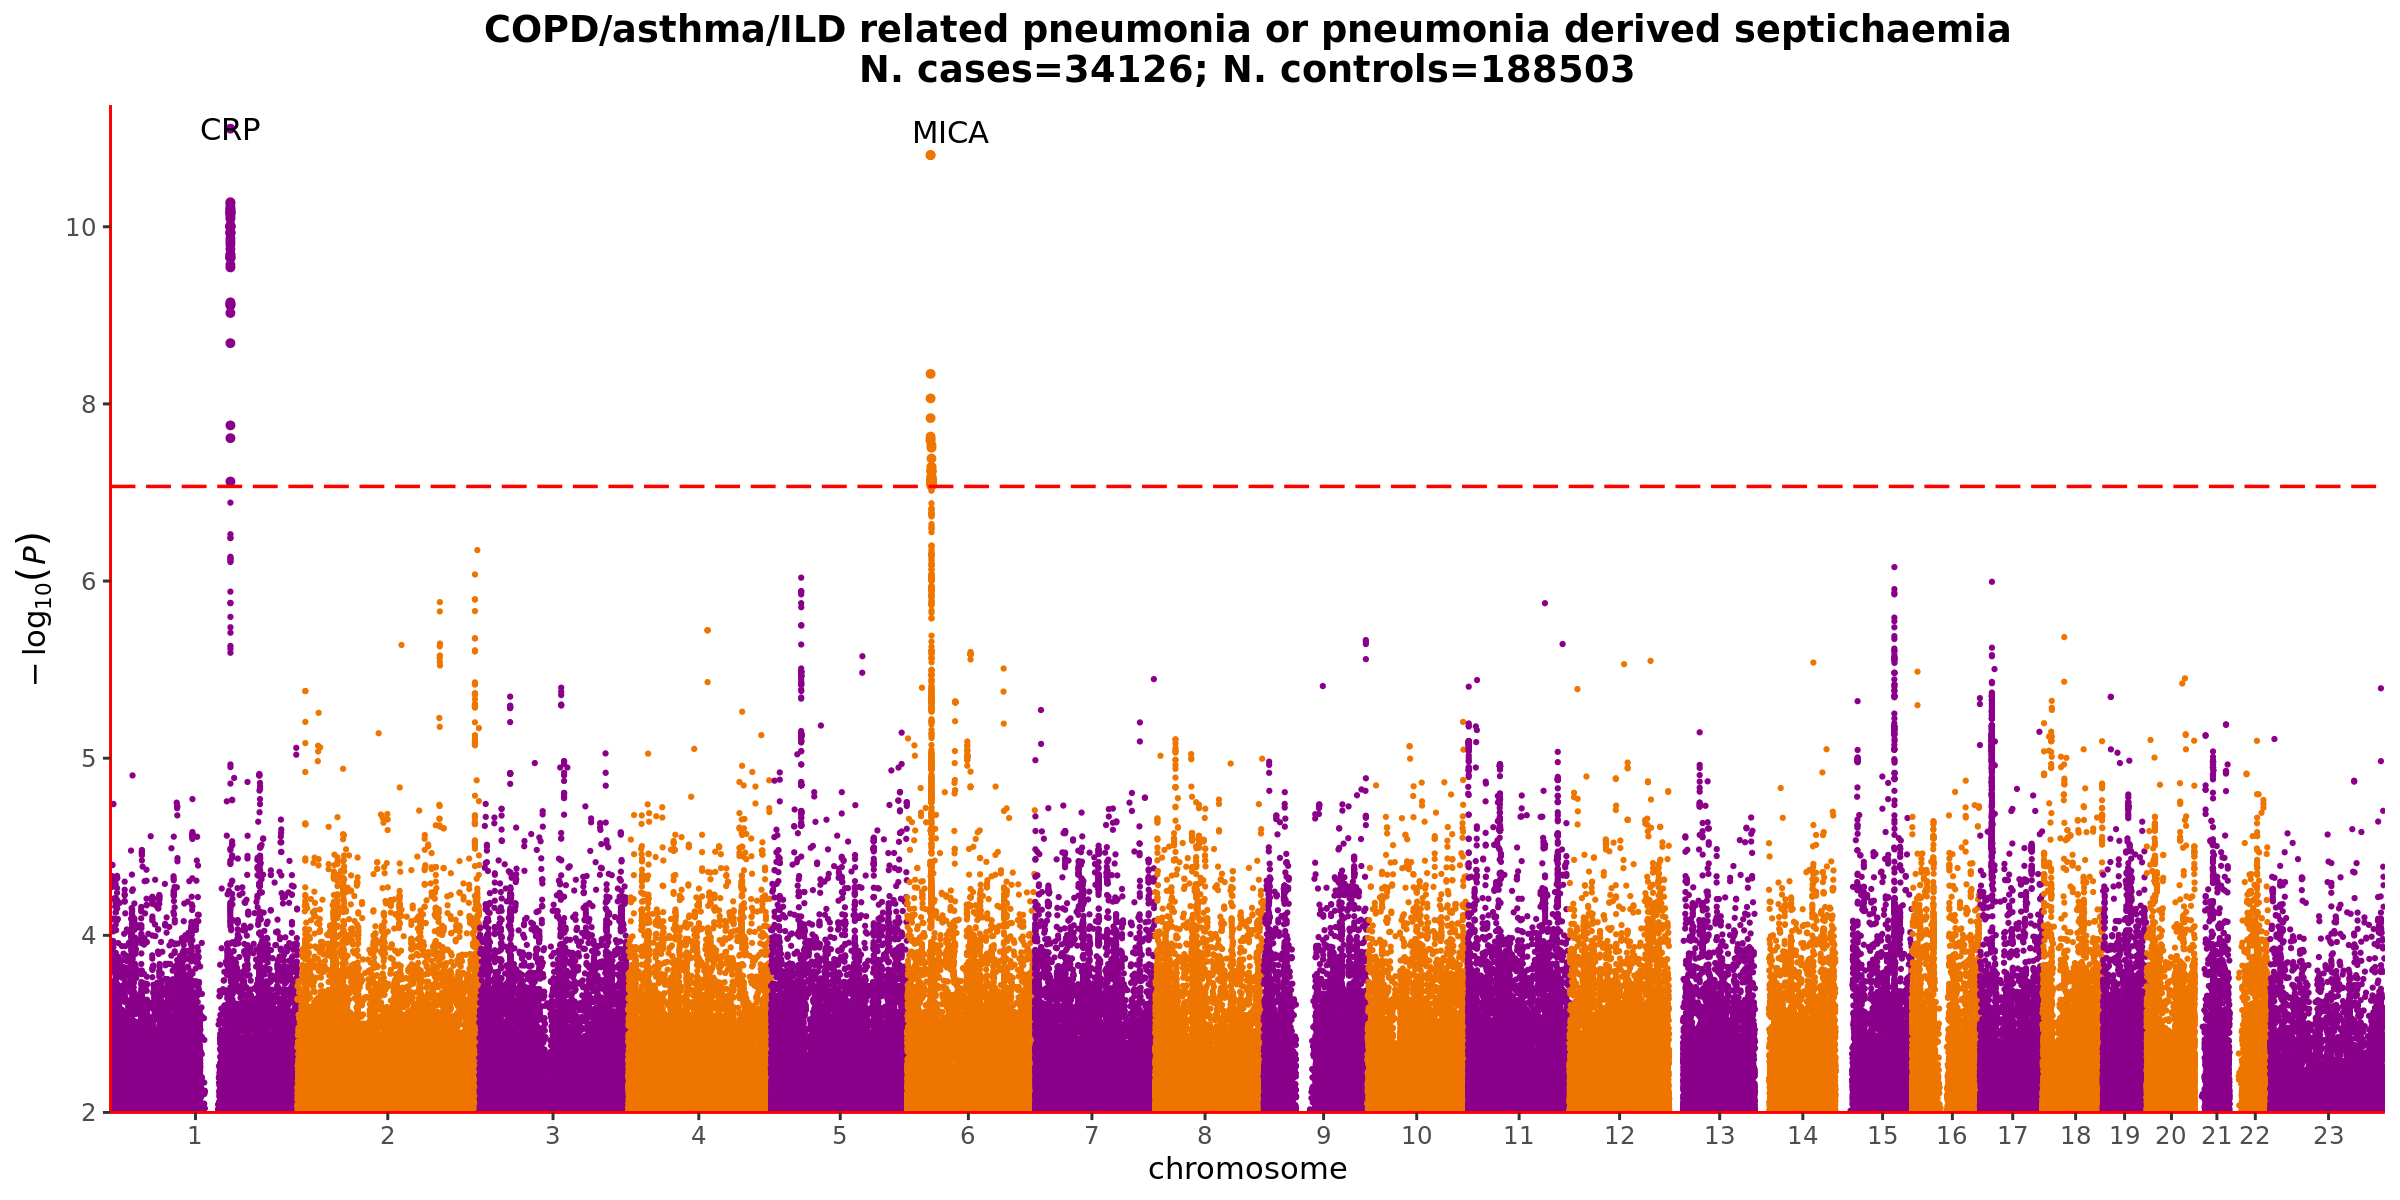 COPD/asthma/ILD related pneumonia or pneumonia derived septichaemia
N. cases=34126; N. controls=188503
CRP
MICA
10
8
6
5
4
2
− log₁₀(P)
1 2 3 4 5 6 7 8 9 10 11 12 13 14 15 16 17 18 19 20 21 22 23
chromosome